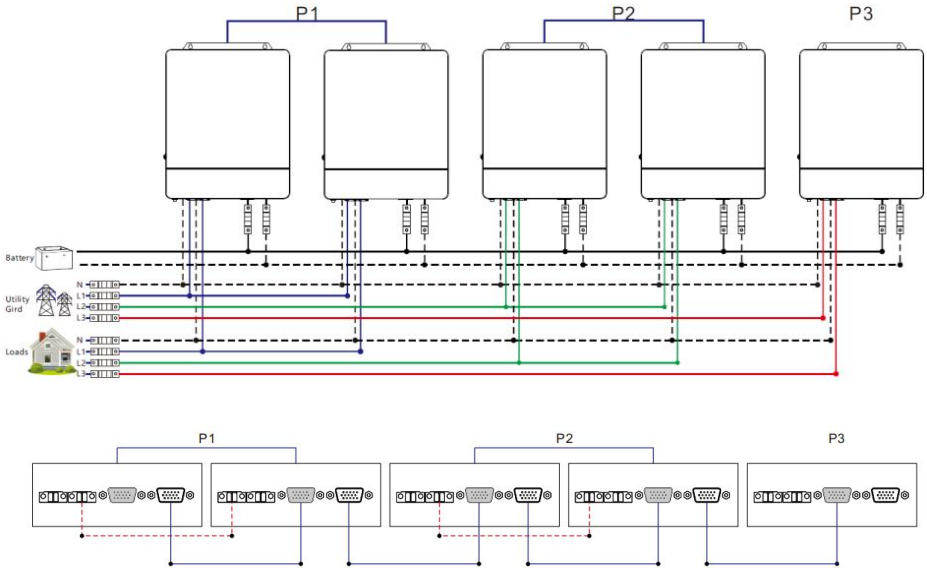 P1 P2 P3
Battery
Utility
Gird
N
L1
L2
L3
Loads
N
L1
L2
L3
P1 P2 P3